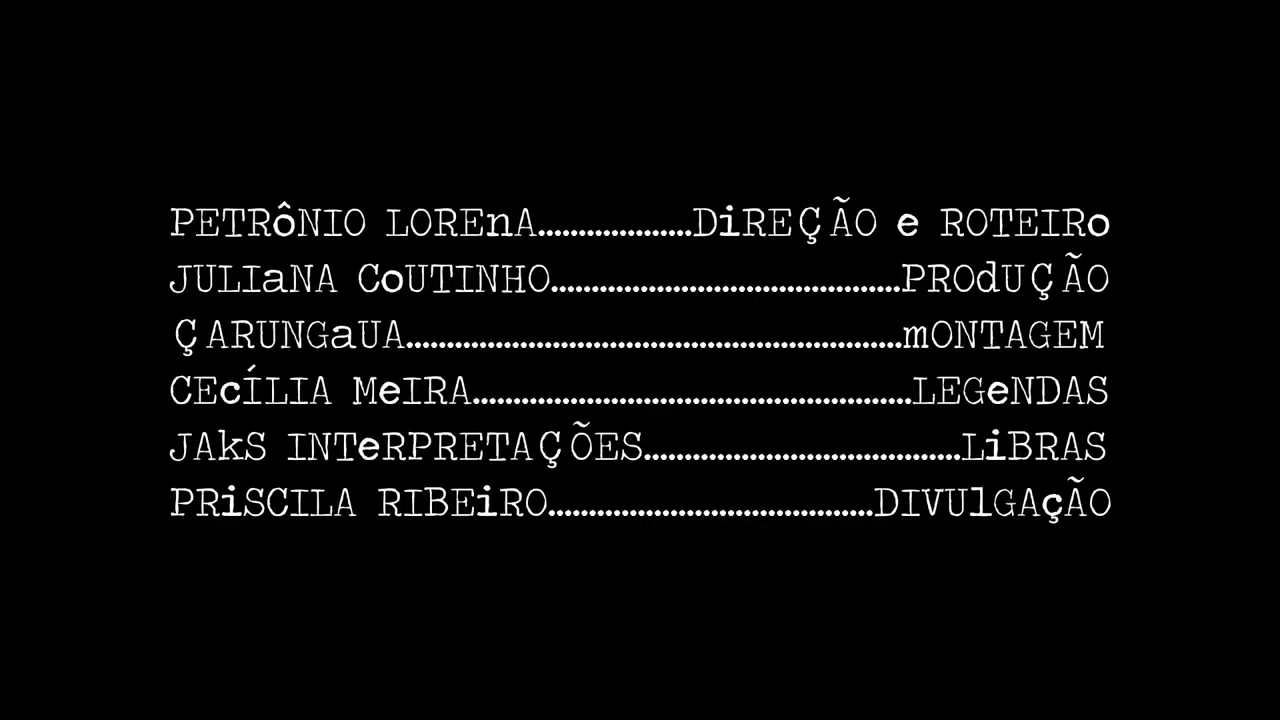 PETRôNIO LOREnA...................DiREÇÃO e ROTEIRo
JULIaNA CoUTINHO...........................................PROdUÇÃO
ÇARUNGaUA.............................................................mONTAGEM
CEcÍLIA MeIRA......................................................LEGeNDAS
JAkS INTeRPRETAÇÕES.......................................LiBRAS
PRiSCILA RIBEiRO........................................DIVUlGAçÃO